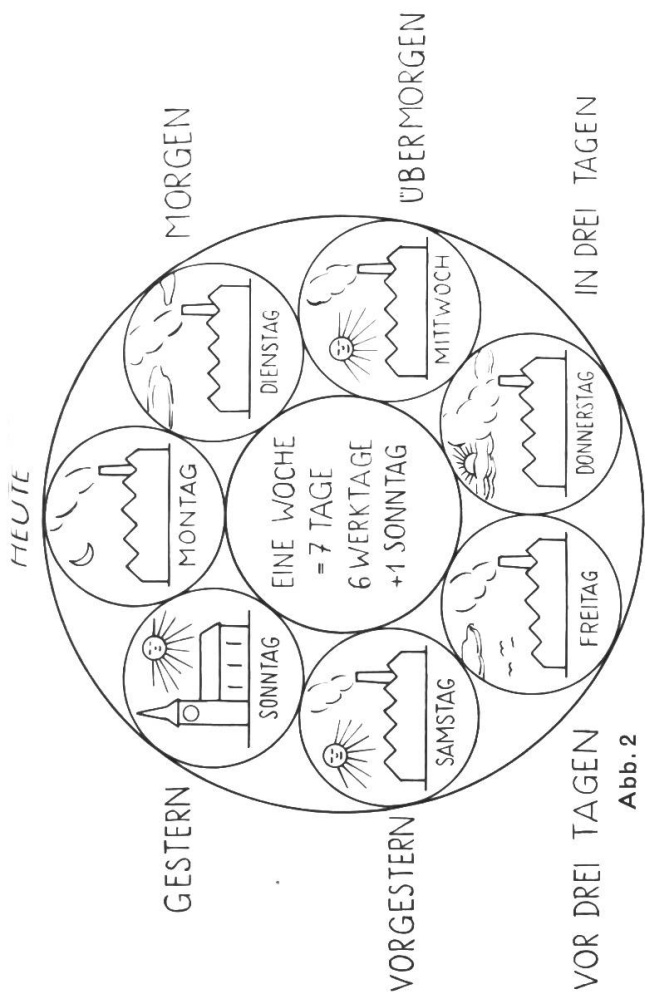 HEUTE
MORGEN
ÜBERMORGEN
IN DREI TAGEN
GESTERN
VORGESTERN
VOR DREI TAGEN
MONTAG
DIENSTAG
MITTWOCH
DONNERSTAG
FREITAG
SAMSTAG
SONNTAG
EINE WOCHE
= 7 TAGE
6 WERKTAGE
+1 SONNTAG
Abb. 2